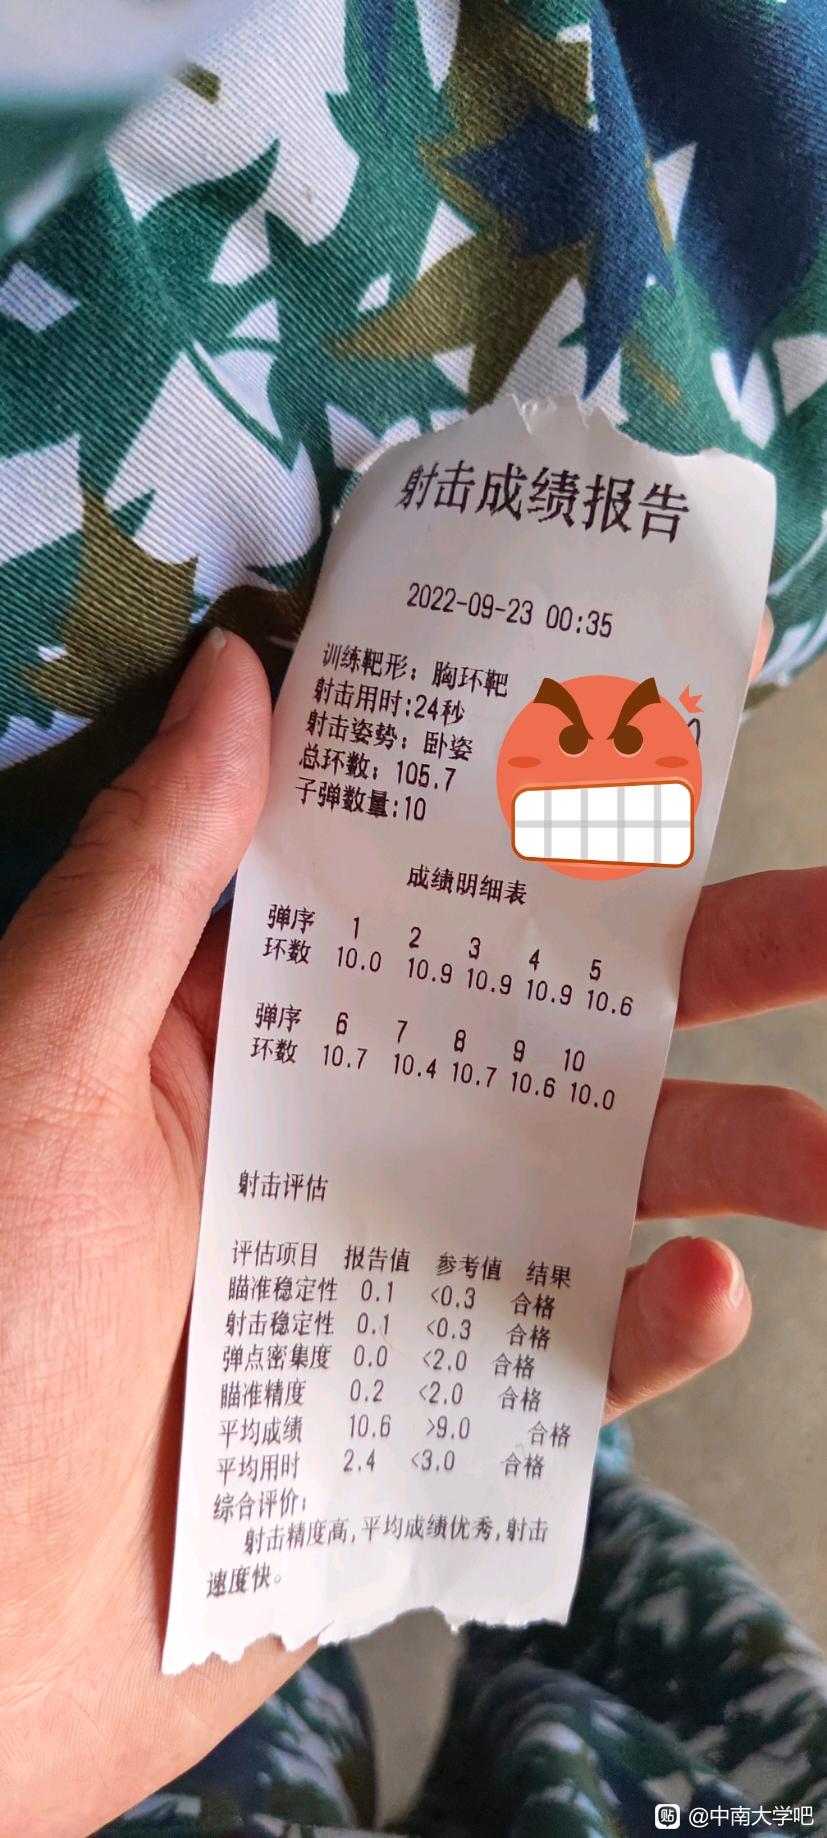 射击成绩报告
2022-09-23 00:35
训练靶形：胸环靶
射击用时:24秒
射击姿势：卧姿
总环数：105.7
子弹数量:10
成绩明细表
弹序 1 2 3 4 5
环数 10.0 10.9 10.9 10.9 10.6
弹序 6 7 8 9 10
环数 10.7 10.4 10.7 10.6 10.0
射击评估
评估项目 报告值 参考值 结果
瞄准稳定性 0.1 <0.3 合格
射击稳定性 0.1 <0.3 合格
弹点密集度 0.0 <2.0 合格
瞄准精度 0.2 <2.0 合格
平均成绩 10.6 >9.0 合格
平均用时 2.4 <3.0 合格
综合评价：
射击精度高,平均成绩优秀,射击
速度快。
贴 @中南大学吧